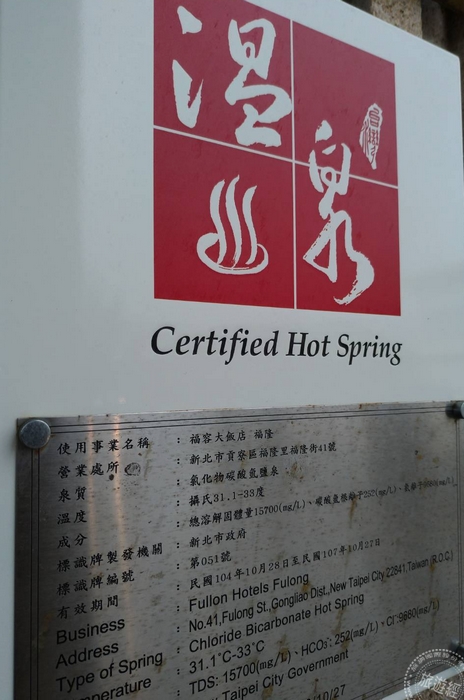 溫泉
台灣
Certified Hot Spring
使用事業名稱 : 福容大飯店 福隆
營業處所 : 新北市貢寮區福隆里福隆街41號
泉質 : 氯化物碳酸氫鹽泉
溫度 : 攝氏31.1-33度
成分 : 總溶解固體量15700(mg/L)、碳酸氫根離子252(mg/L)、氯離子9880(mg/L)
標識牌製發機關 : 新北市政府
標識牌編號 : 第051號
有效期間 : 民國104年10月28日至民國107年10月27日
Business : Fullon Hotels Fulong
Address : No.41,Fulong St.,Gongliao Dist.,New Taipei City 22841,Taiwan (R.O.C)
Type of Spring : Chloride Bicarbonate Hot Spring
: 31.1°C-33°C
TDS: 15700(mg/L)、HCO₃⁻:252(mg/L)、Cl⁻:9880(mg/L)
Taipei City Government
10/27